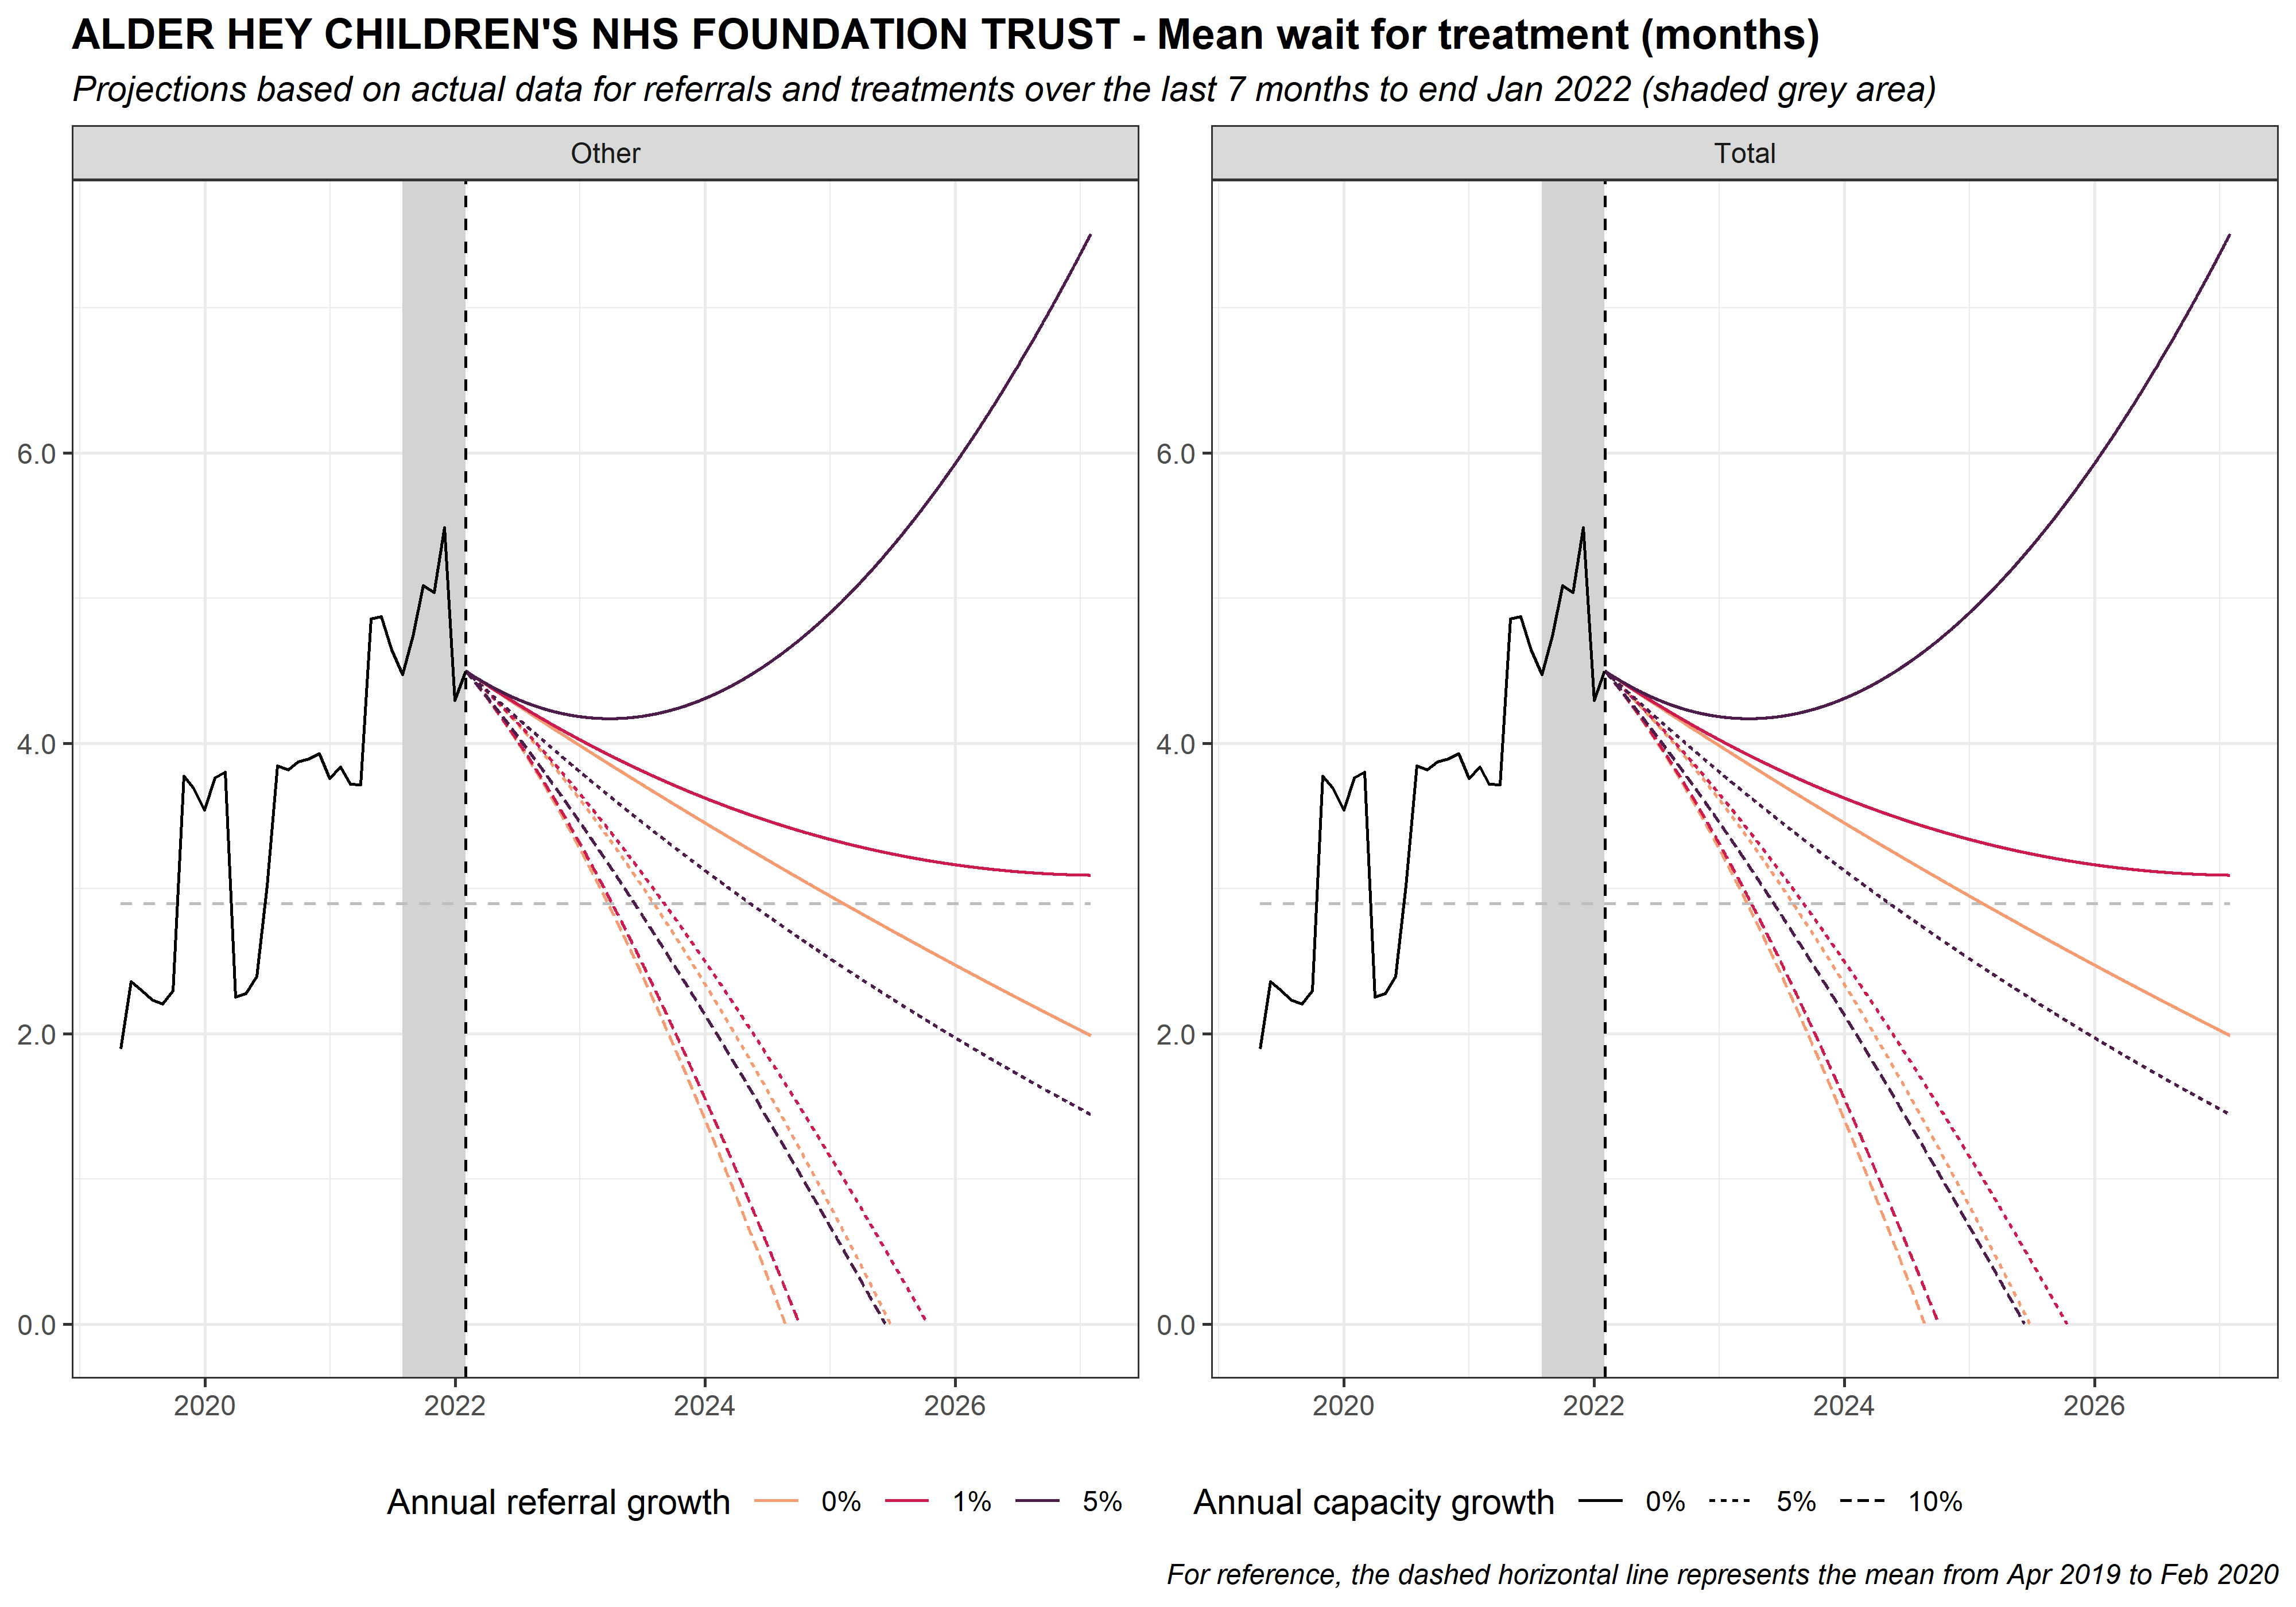 ALDER HEY CHILDREN'S NHS FOUNDATION TRUST - Mean wait for treatment (months)
Projections based on actual data for referrals and treatments over the last 7 months to end Jan 2022 (shaded grey area)
Other
Total
6.0
4.0
2.0
0.0
6.0
4.0
2.0
0.0
2020
2022
2024
2026
2020
2022
2024
2026
Annual referral growth 0% 1% 5%
Annual capacity growth 0% 5% 10%
For reference, the dashed horizontal line represents the mean from Apr 2019 to Feb 2020